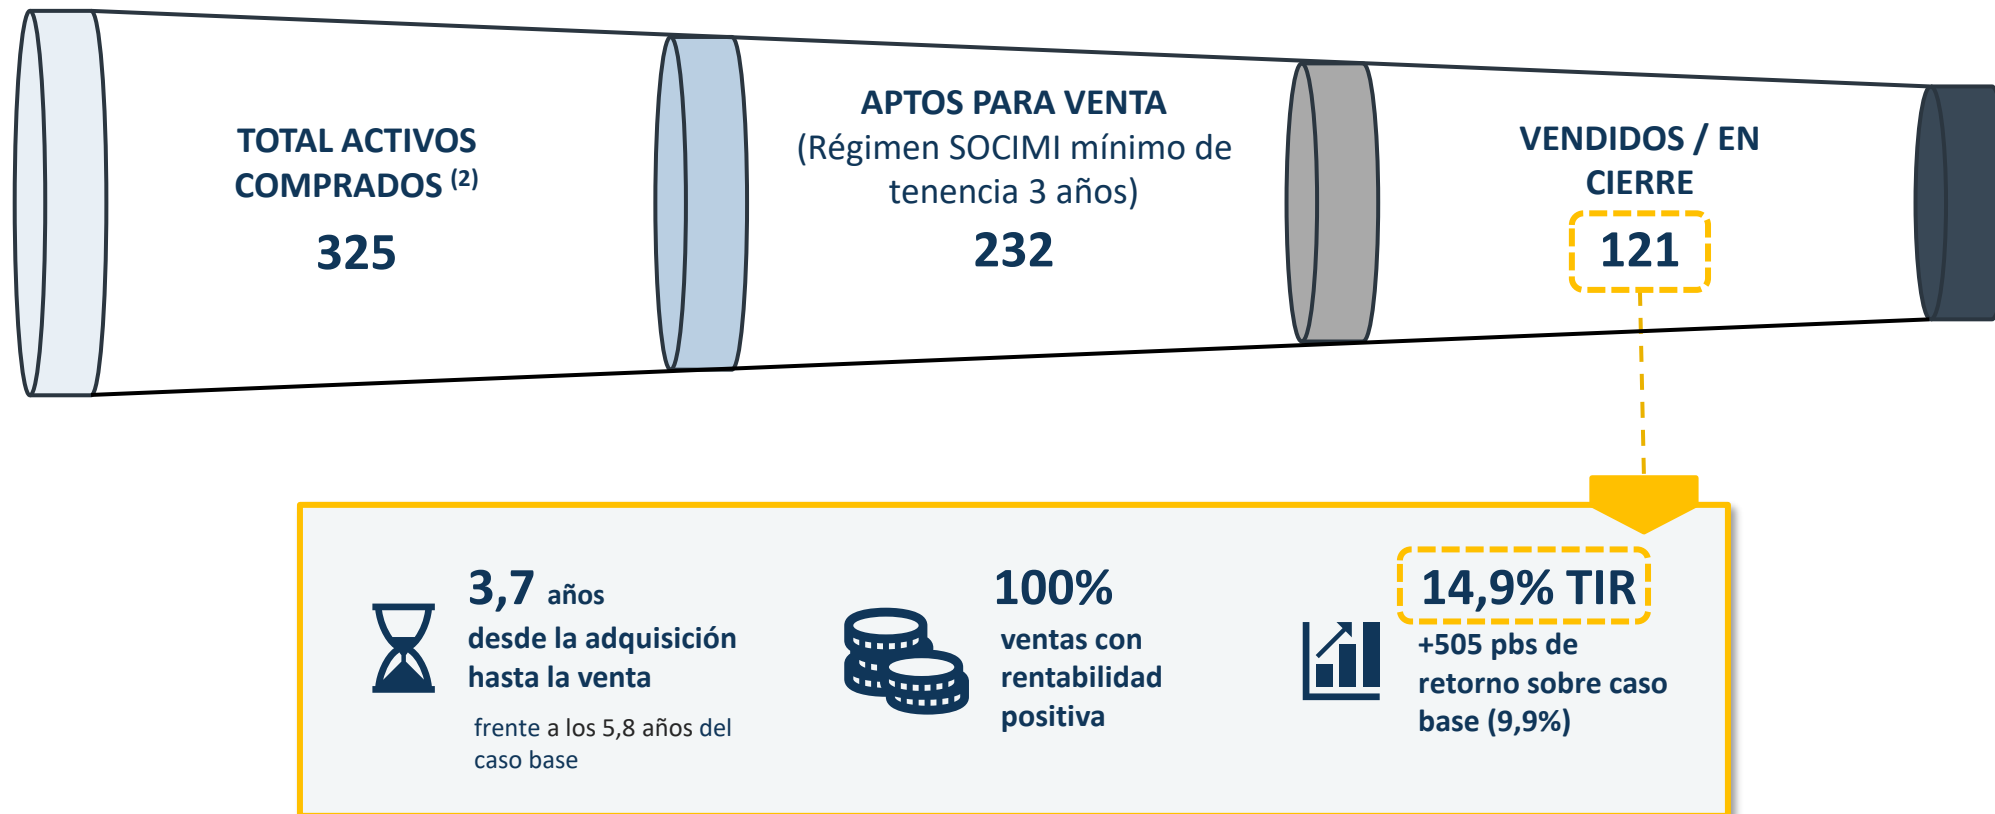 TOTAL ACTIVOS
COMPRADOS (2)
325
APTOS PARA VENTA
(Régimen SOCIMI mínimo de
tenencia 3 años)
232
VENDIDOS / EN
CIERRE
121
3,7 años
desde la adquisición
hasta la venta
frente a los 5,8 años del
caso base
100%
ventas con
rentabilidad
positiva
14,9% TIR
+505 pbs de
retorno sobre caso
base (9,9%)